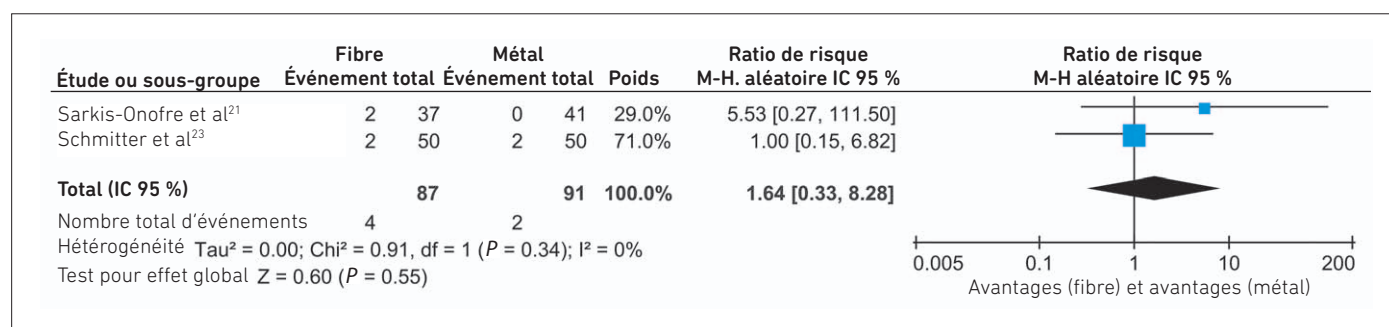 Fibre Métal Ratio de risque Ratio de risque
Étude ou sous-groupe Événement total Événement total Poids M-H. aléatoire IC 95 % M-H aléatoire IC 95 %
Sarkis-Onofre et al21 2 37 0 41 29.0% 5.53 [0.27, 111.50]
Schmitter et al23 2 50 2 50 71.0% 1.00 [0.15, 6.82]
Total (IC 95 %) 87 91 100.0% 1.64 [0.33, 8.28]
Nombre total d'événements 4 2
Hétérogénéité Tau² = 0.00; Chi² = 0.91, df = 1 (P = 0.34); I² = 0%
Test pour effet global Z = 0.60 (P = 0.55)
0.005 0.1 1 10 200
Avantages (fibre) et avantages (métal)